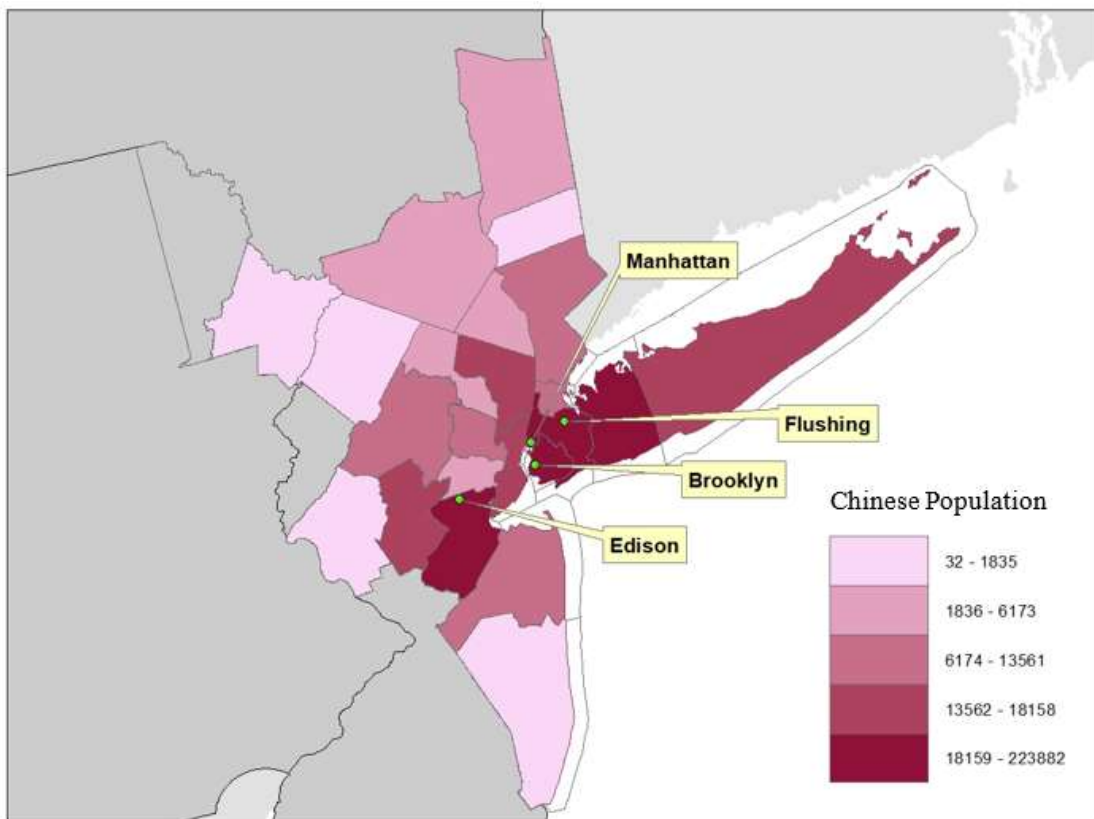 Manhattan
Flushing
Brooklyn
Edison
Chinese Population
32 - 1835
1836 - 6173
6174 - 13561
13562 - 18158
18159 - 223882